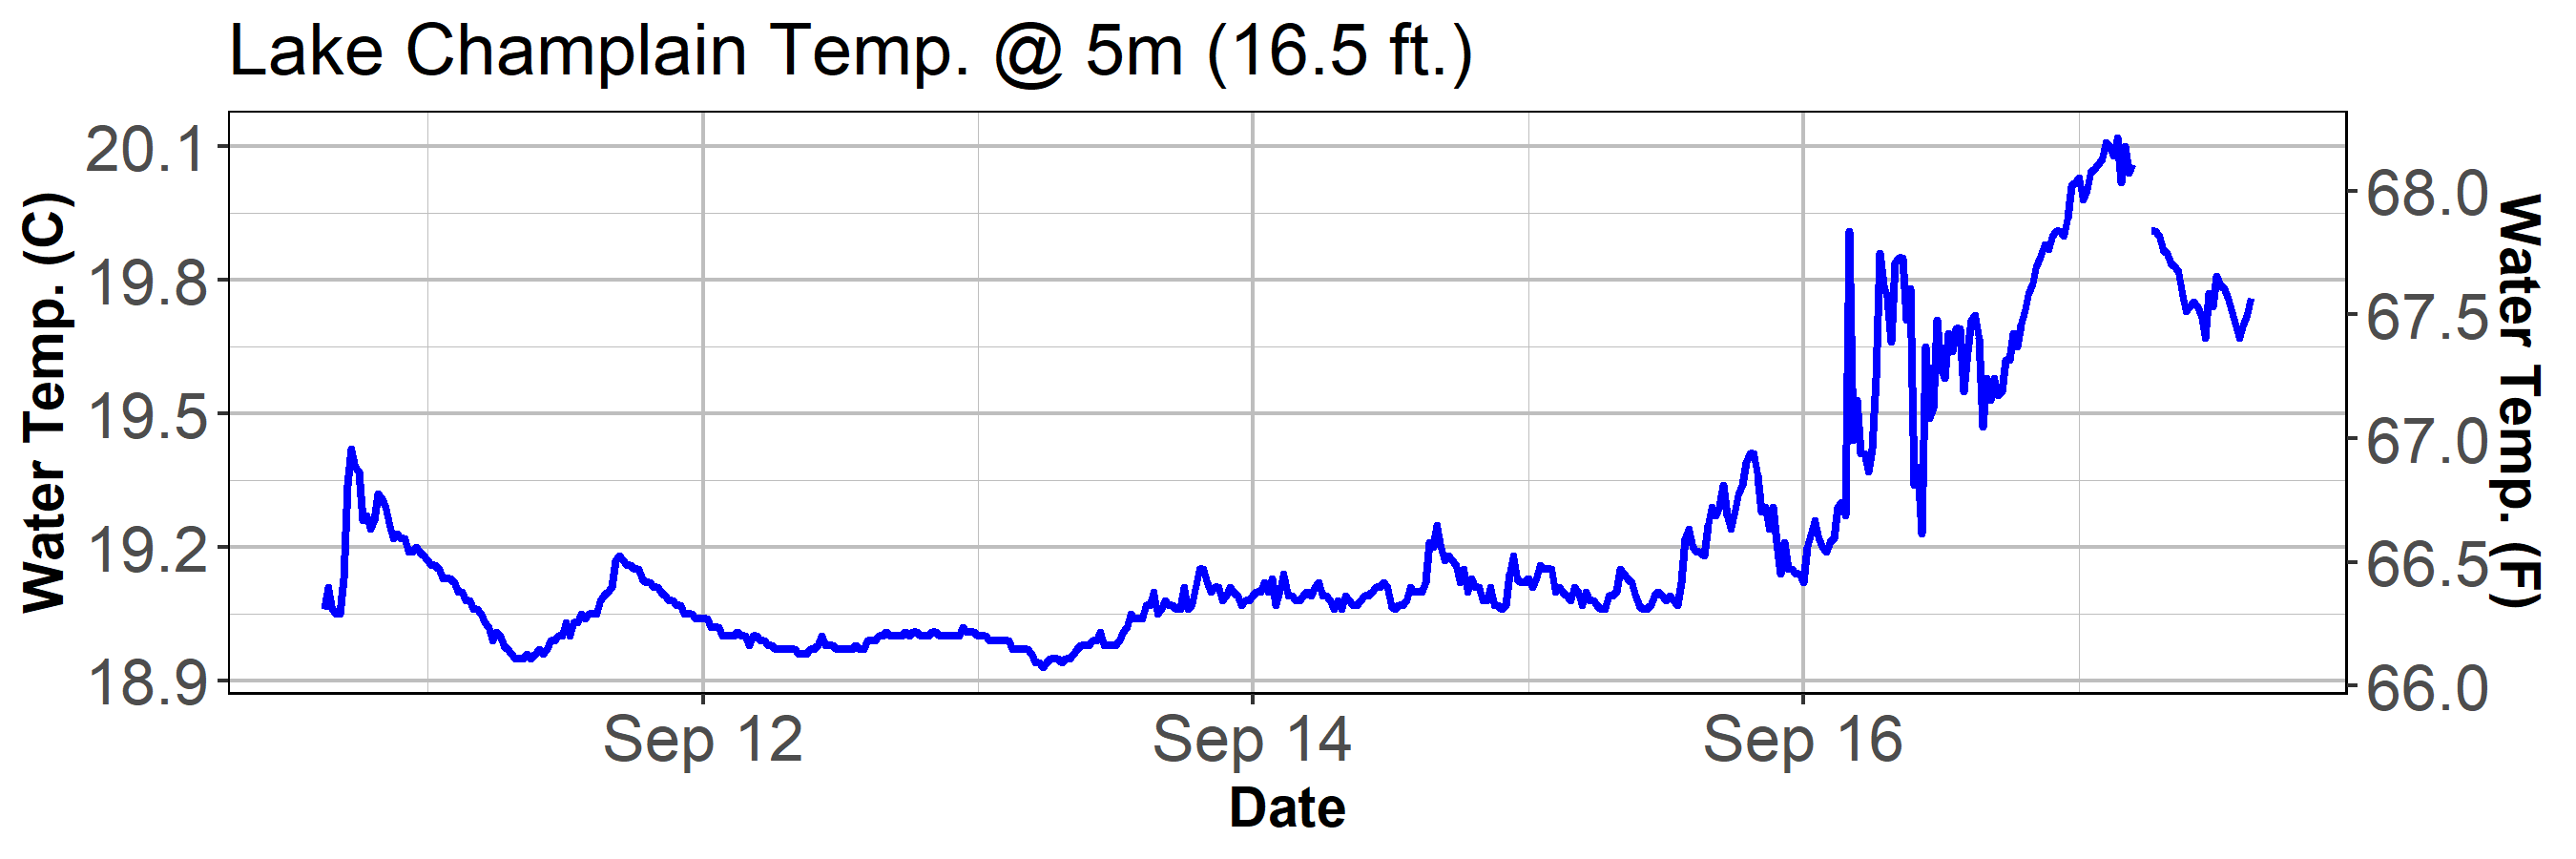 Lake Champlain Temp. @ 5m (16.5 ft.)
Water Temp. (C)
20.1
19.8
19.5
19.2
18.9
68.0
67.5
67.0
66.5
66.0
Water Temp. (F)
Sep 12
Sep 14
Sep 16
Date